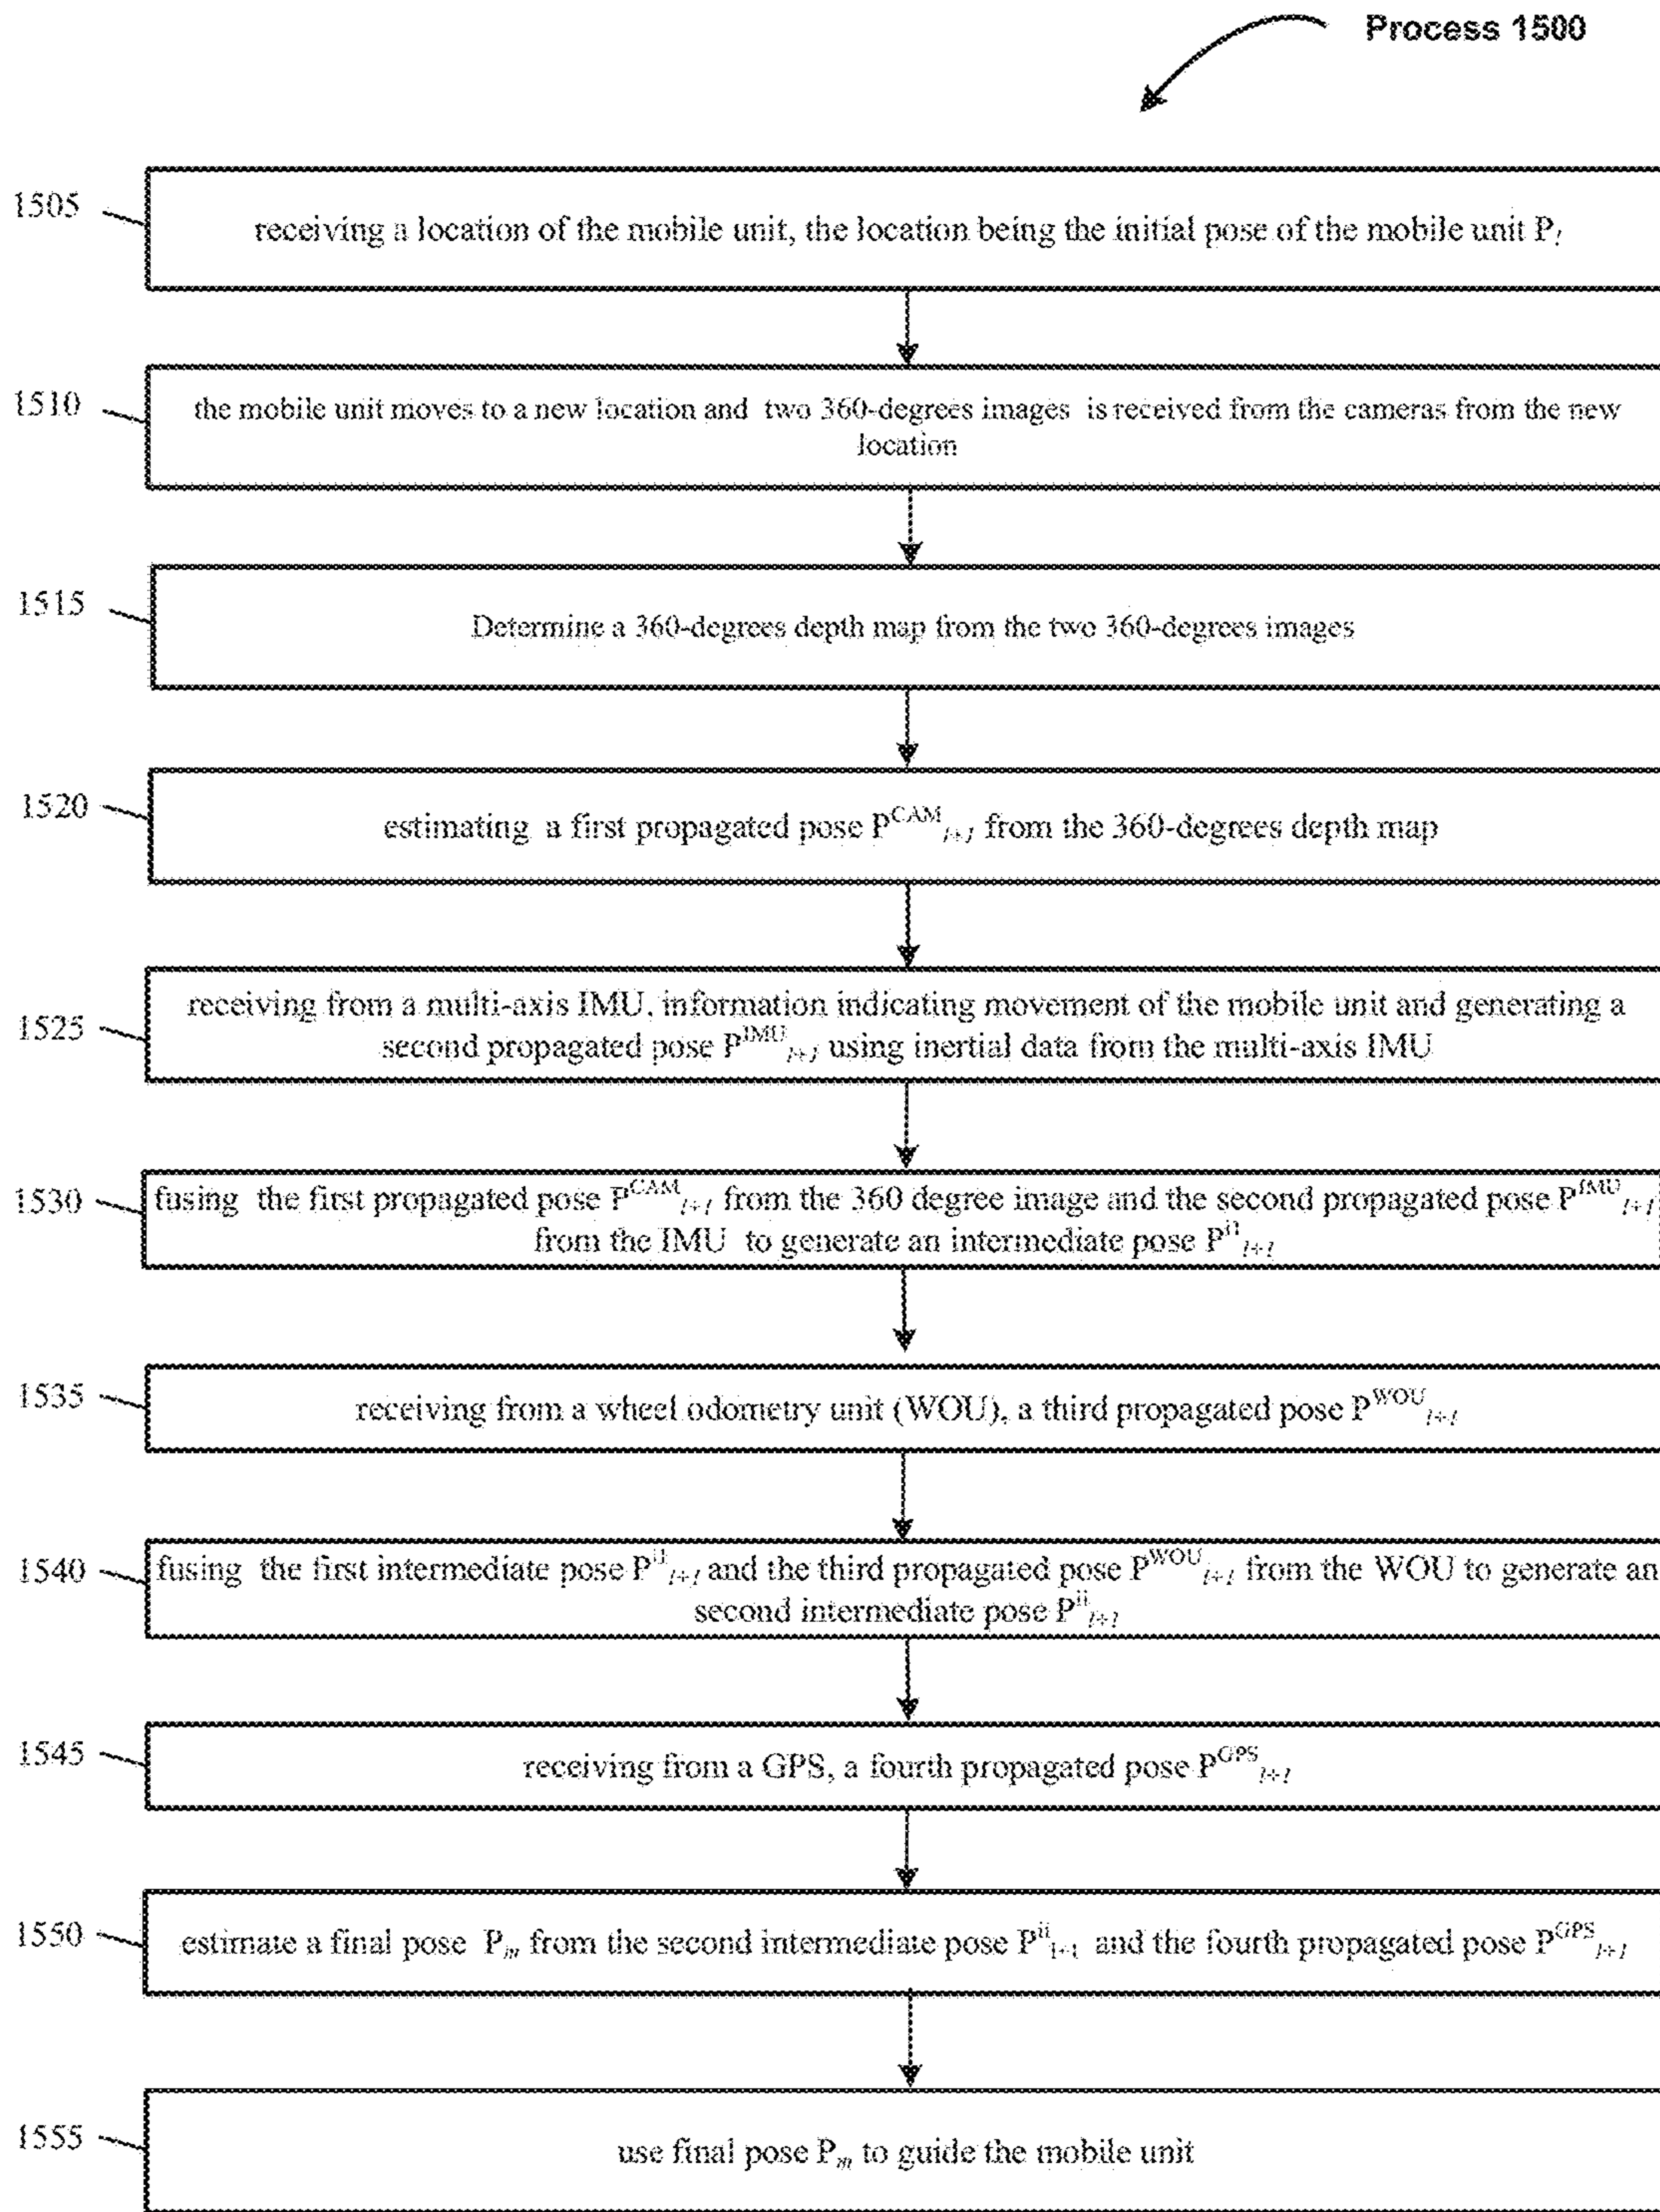 Process 1500
1505
receiving a location of the mobile unit, the location being the initial pose of the mobile unit P_l
1510
the mobile unit moves to a new location and two 360-degrees images is received from the cameras from the new
location
1515
Determine a 360-degrees depth map from the two 360-degrees images
1520
estimating a first propagated pose P^CAM_l+1 from the 360-degrees depth map
1525
receiving from a multi-axis IMU, information indicating movement of the mobile unit and generating a
second propagated pose P^IMU_l+1 using inertial data from the multi-axis IMU
1530
fusing the first propagated pose P^CAM_l+1 from the 360 degree image and the second propagated pose P^IMU_l+1
from the IMU to generate an intermediate pose P^i1_l+1
1535
receiving from a wheel odometry unit (WOU), a third propagated pose P^WOU_l+1
1540
fusing the first intermediate pose P^i1_l+1 and the third propagated pose P^WOU_l+1 from the WOU to generate an
second intermediate pose P^ii_l+1
1545
receiving from a GPS, a fourth propagated pose P^GPS_l+1
1550
estimate a final pose P_m from the second intermediate pose P^ii_l+1 and the fourth propagated pose P^GPS_l+1
1555
use final pose P_m to guide the mobile unit